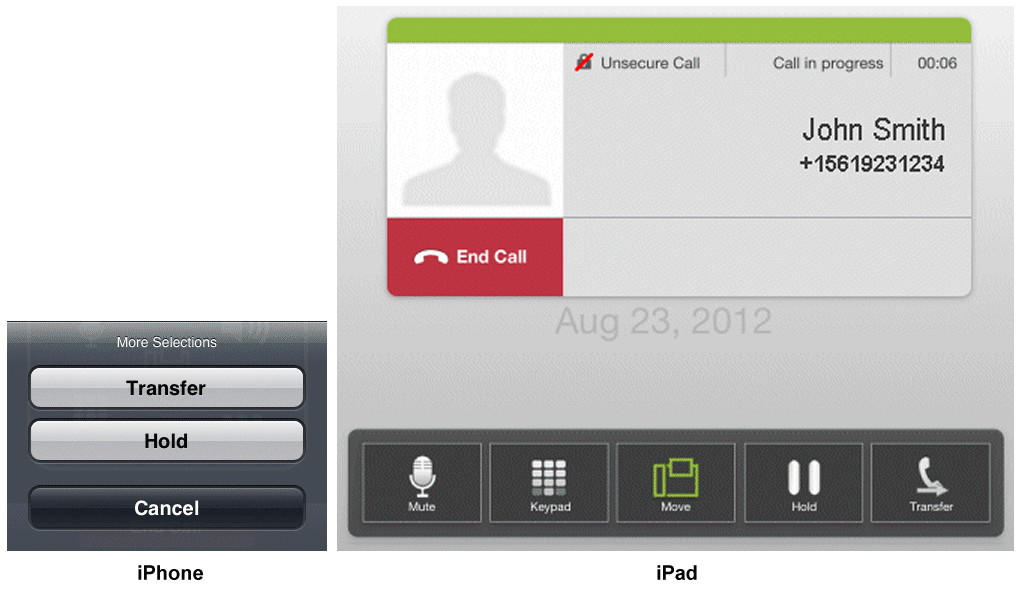 More Selections
Transfer
Hold
Cancel
iPhone
Unsecure Call
Call in progress
00:06
John Smith
+15619231234
End Call
Aug 23, 2012
Mute
Keypad
Move
Hold
Transfer
iPad